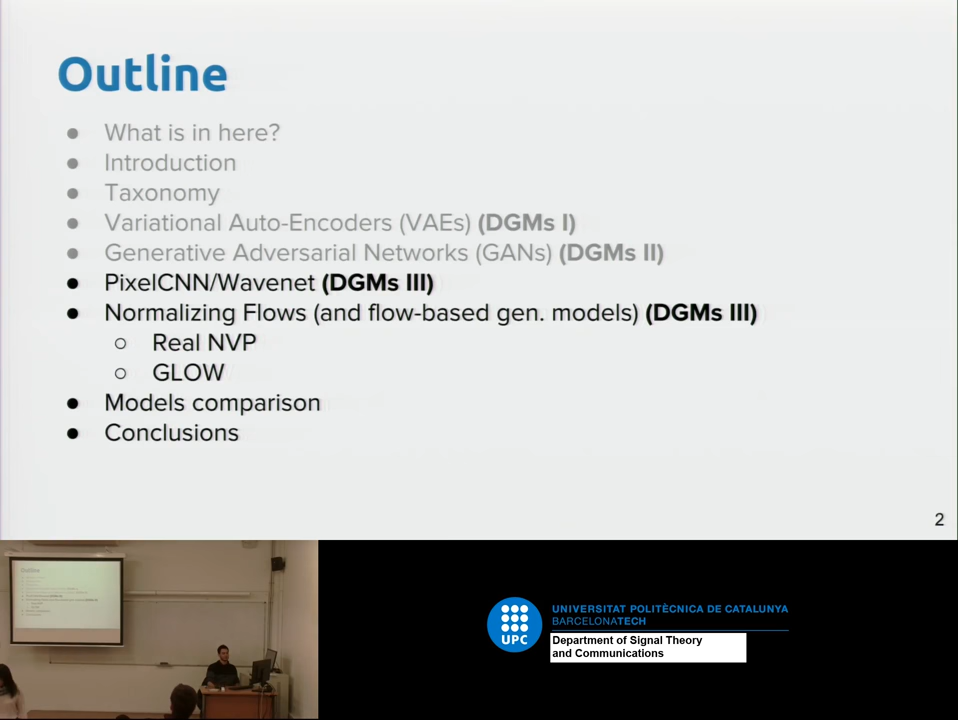 Outline
● What is in here?
● Introduction
● Taxonomy
● Variational Auto-Encoders (VAEs) (DGMs I)
● Generative Adversarial Networks (GANs) (DGMs II)
● PixelCNN/Wavenet (DGMs III)
● Normalizing Flows (and flow-based gen. models) (DGMs III)
○ Real NVP
○ GLOW
● Models comparison
● Conclusions
2
Outline
UPC
UNIVERSITAT POLITÈCNICA DE CATALUNYA
BARCELONATECH
Department of Signal Theory
and Communications